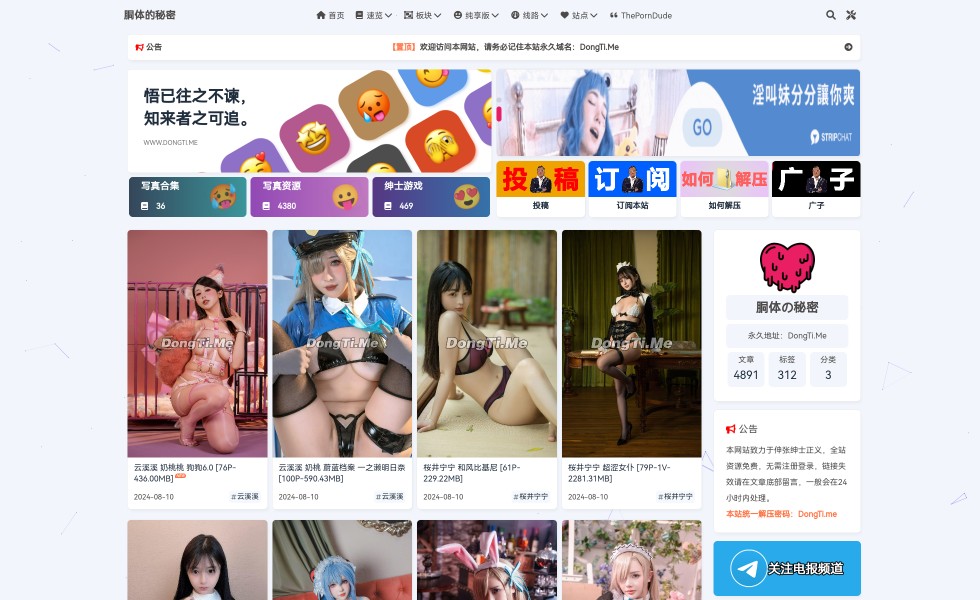 胴体的秘密
首页 速览 板块 纯享版 线路 站点 ThePornDude
公告
【置顶】欢迎访问本网站，请务必记住本站永久域名：DongTi.Me
悟已往之不谏，
知来者之可追。
WWW.DONGTI.ME
淫叫妹分分讓你爽
GO
STRIPCHAT
写真合集
36
写真资源
4380
绅士游戏
469
投稿
订阅
如何解压
广子
投稿
订阅本站
如何解压
广子
DongTi.Me
DongTi.Me
DongTi.Me
DongTi.Me
云溪溪 奶桃桃 狗狗6.0 [76P-
436.00MB]
2024-08-10
#云溪溪
云溪溪 奶桃 蔚蓝档案 一之濑明日奈
[100P-590.43MB]
2024-08-10
#云溪溪
桜井宁宁 和风比基尼 [61P-
229.22MB]
2024-08-10
#桜井宁宁
桜井宁宁 超涩女仆 [79P-1V-
2281.31MB]
2024-08-10
#桜井宁宁
胴体の秘密
永久地址：DongTi.Me
文章 标签 分类
4891 312 3
公告
本网站致力于伸张绅士正义，全站
资源免费，无需注册登录，链接失
效请在文章底部留言，一般会在24
小时内处理。
本站统一解压密码：DongTi.me
关注电报频道